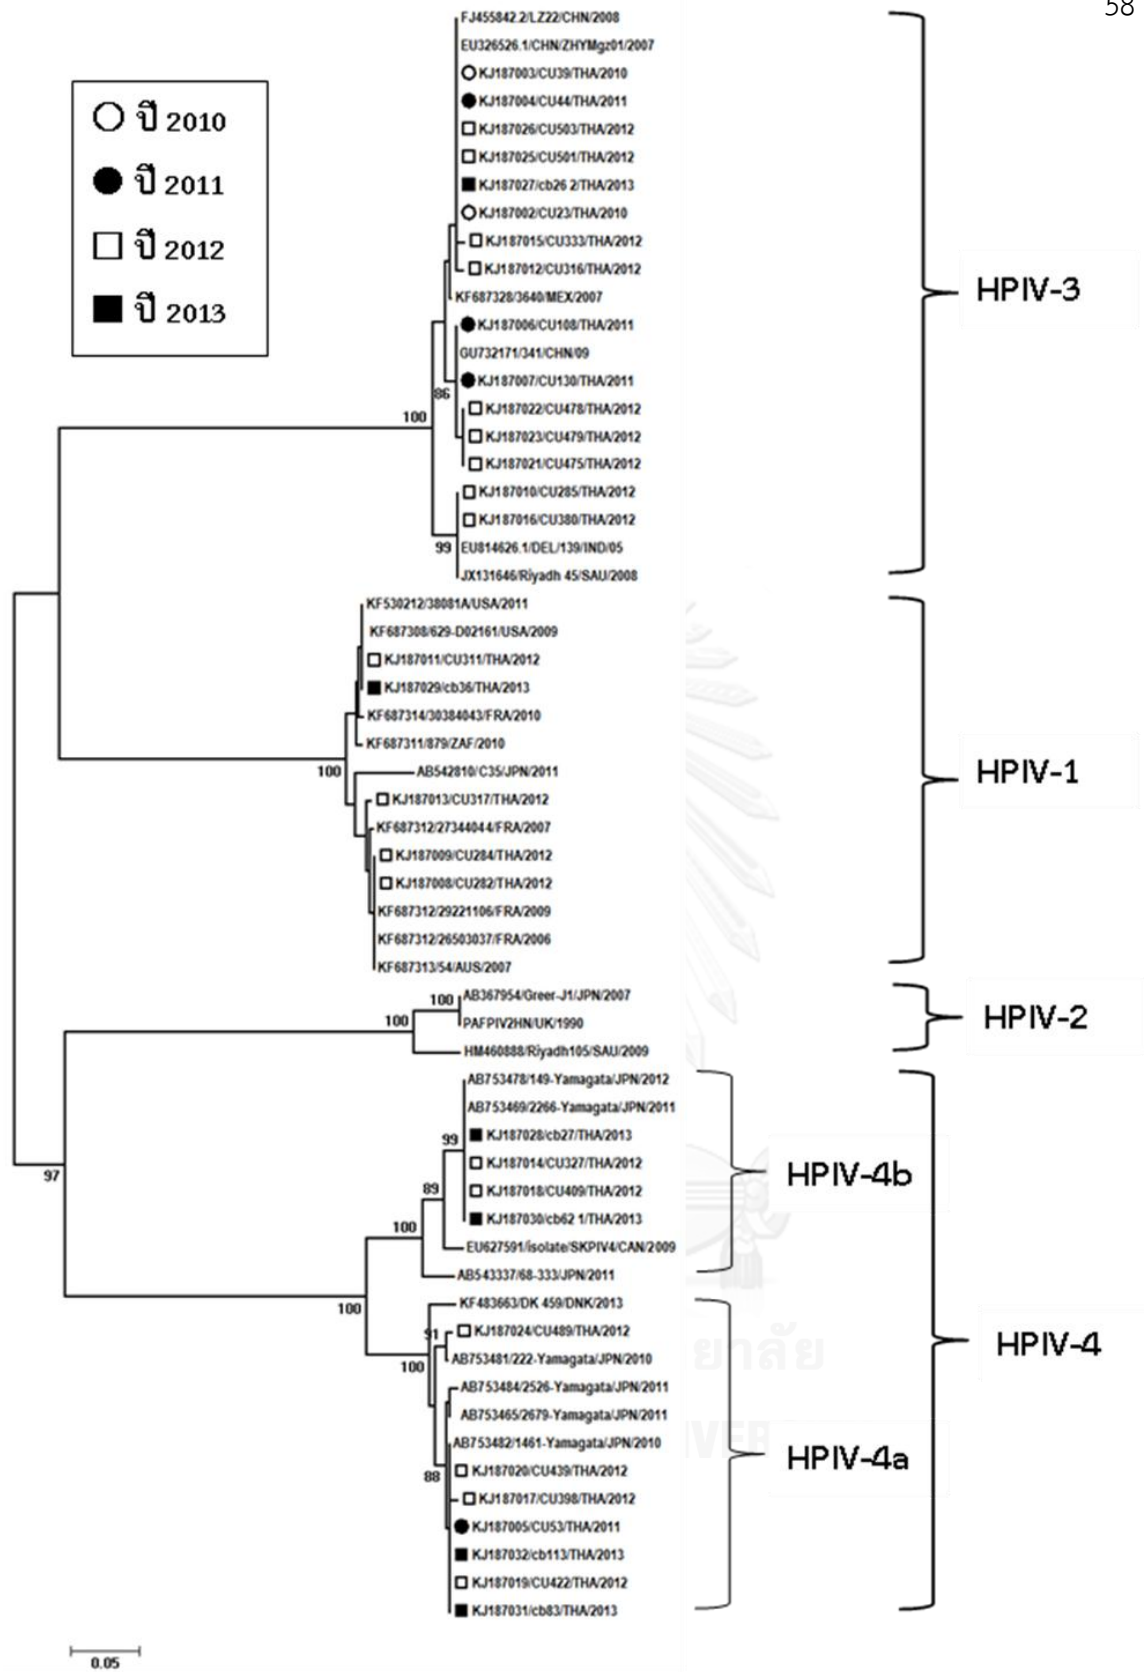 58
ปี 2010
ปี 2011
ปี 2012
ปี 2013
FJ455842.2/LZ22/CHN/2008
EU326526.1/CHN/ZHYMgz01/2007
KJ187003/CU39/THA/2010
KJ187004/CU44/THA/2011
KJ187026/CU503/THA/2012
KJ187025/CU501/THA/2012
KJ187027/cb26 2/THA/2013
KJ187002/CU23/THA/2010
KJ187015/CU333/THA/2012
KJ187012/CU316/THA/2012
KF687328/3640/MEX/2007
KJ187006/CU108/THA/2011
GU732171/341/CHN/09
KJ187007/CU130/THA/2011
86
KJ187022/CU478/THA/2012
100
KJ187023/CU479/THA/2012
KJ187021/CU475/THA/2012
KJ187010/CU285/THA/2012
KJ187016/CU380/THA/2012
99
EU814626.1/DEL/139/IND/05
JX131646/Riyadh 45/SAU/2008
HPIV-3
KF530212/38081A/USA/2011
KF687308/629-D02161/USA/2009
KJ187011/CU311/THA/2012
KJ187029/cb36/THA/2013
KF687314/30384043/FRA/2010
KF687311/879/ZAF/2010
100
AB542810/C35/JPN/2011
KJ187013/CU317/THA/2012
KF687312/27344044/FRA/2007
KJ187009/CU284/THA/2012
KJ187008/CU282/THA/2012
KF687312/29221106/FRA/2009
KF687312/26503037/FRA/2006
KF687313/54/AUS/2007
HPIV-1
100
AB367954/Greer-J1/JPN/2007
100
PAFPIV2HN/UK/1990
HM460888/Riyadh105/SAU/2009
HPIV-2
AB753478/149-Yamagata/JPN/2012
AB753469/2266-Yamagata/JPN/2011
99
KJ187028/cb27/THA/2013
KJ187014/CU327/THA/2012
97
89
KJ187018/CU409/THA/2012
KJ187030/cb62 1/THA/2013
100
EU627591/isolate/SKPIV4/CAN/2009
AB543337/68-333/JPN/2011
HPIV-4b
100
KF483663/DK 459/DNK/2013
91
KJ187024/CU489/THA/2012
100
AB753481/222-Yamagata/JPN/2010
AB753484/2526-Yamagata/JPN/2011
AB753465/2679-Yamagata/JPN/2011
AB753482/1461-Yamagata/JPN/2010
88
KJ187020/CU439/THA/2012
KJ187017/CU398/THA/2012
KJ187005/CU53/THA/2011
KJ187032/cb113/THA/2013
KJ187019/CU422/THA/2012
KJ187031/cb83/THA/2013
HPIV-4a
HPIV-4
0.05